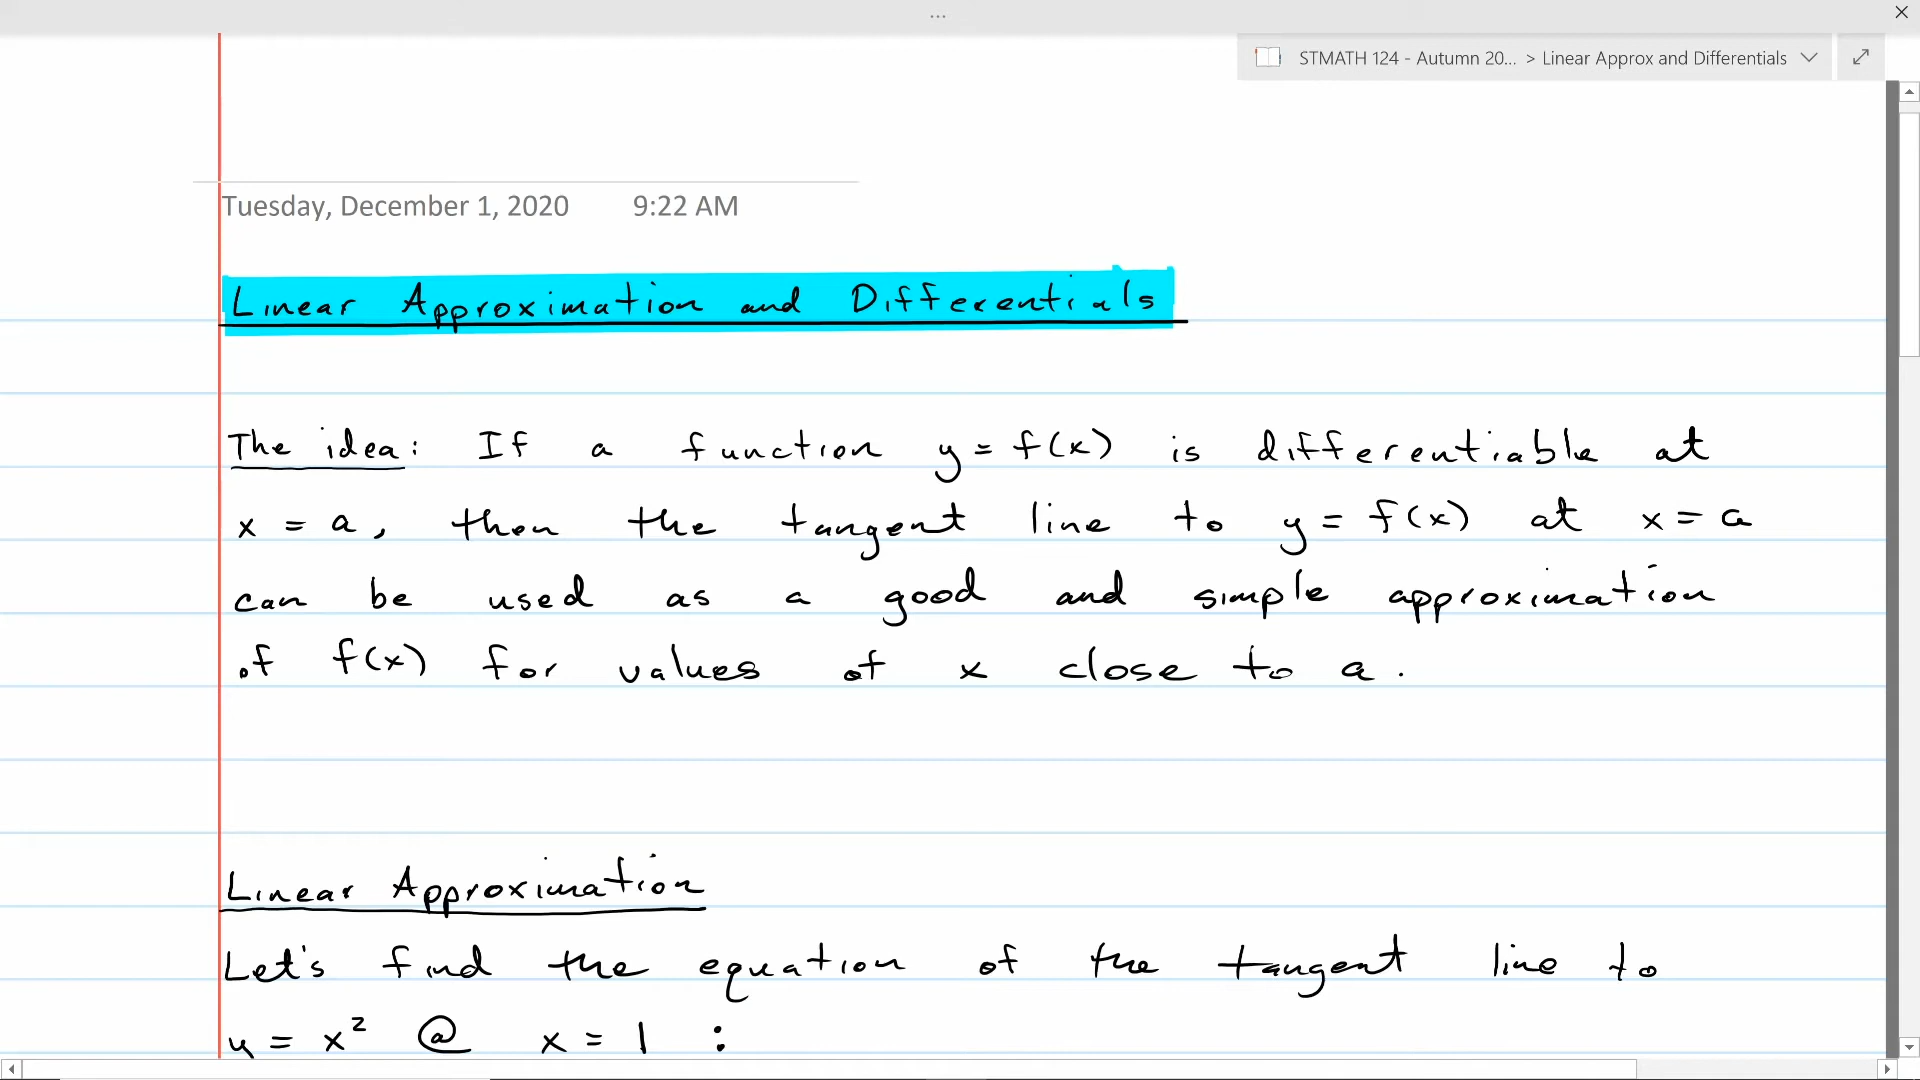 ...
STMATH 124 - Autumn 20... > Linear Approx and Differentials
Tuesday, December 1, 2020 9:22 AM
Linear Approximation and Differentials
The idea: If a function y = f(x) is differentiable at
x = a, then the tangent line to y = f(x) at x = a
can be used as a good and simple approximation
of f(x) for values of x close to a.
Linear Approximation
Let's find the equation of the tangent line to
y = x² @ x = 1 :